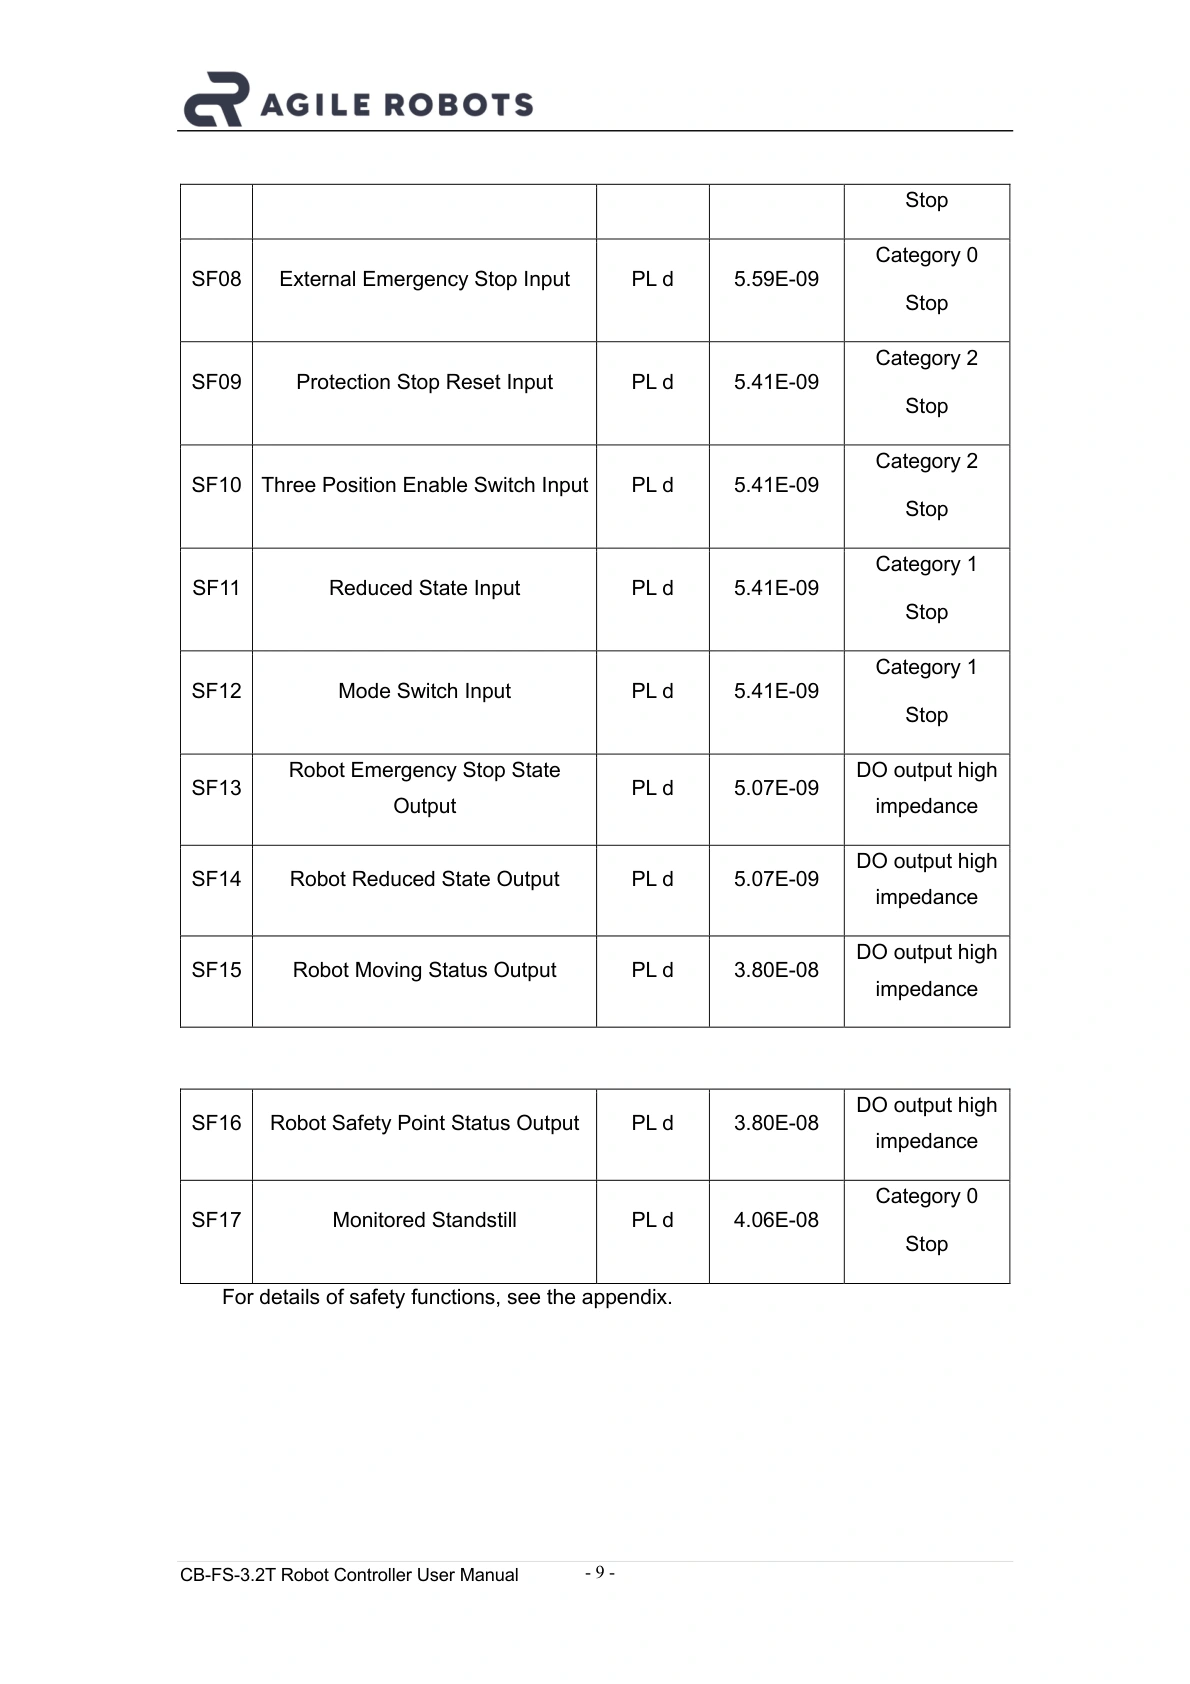 AGILE ROBOTS
Stop
SF08 External Emergency Stop Input PL d 5.59E-09 Category 0
Stop
SF09 Protection Stop Reset Input PL d 5.41E-09 Category 2
Stop
SF10 Three Position Enable Switch Input PL d 5.41E-09 Category 2
Stop
SF11 Reduced State Input PL d 5.41E-09 Category 1
Stop
SF12 Mode Switch Input PL d 5.41E-09 Category 1
Stop
SF13 Robot Emergency Stop State
Output PL d 5.07E-09 DO output high
impedance
SF14 Robot Reduced State Output PL d 5.07E-09 DO output high
impedance
SF15 Robot Moving Status Output PL d 3.80E-08 DO output high
impedance
SF16 Robot Safety Point Status Output PL d 3.80E-08 DO output high
impedance
SF17 Monitored Standstill PL d 4.06E-08 Category 0
Stop
For details of safety functions, see the appendix.
CB-FS-3.2T Robot Controller User Manual - 9 -